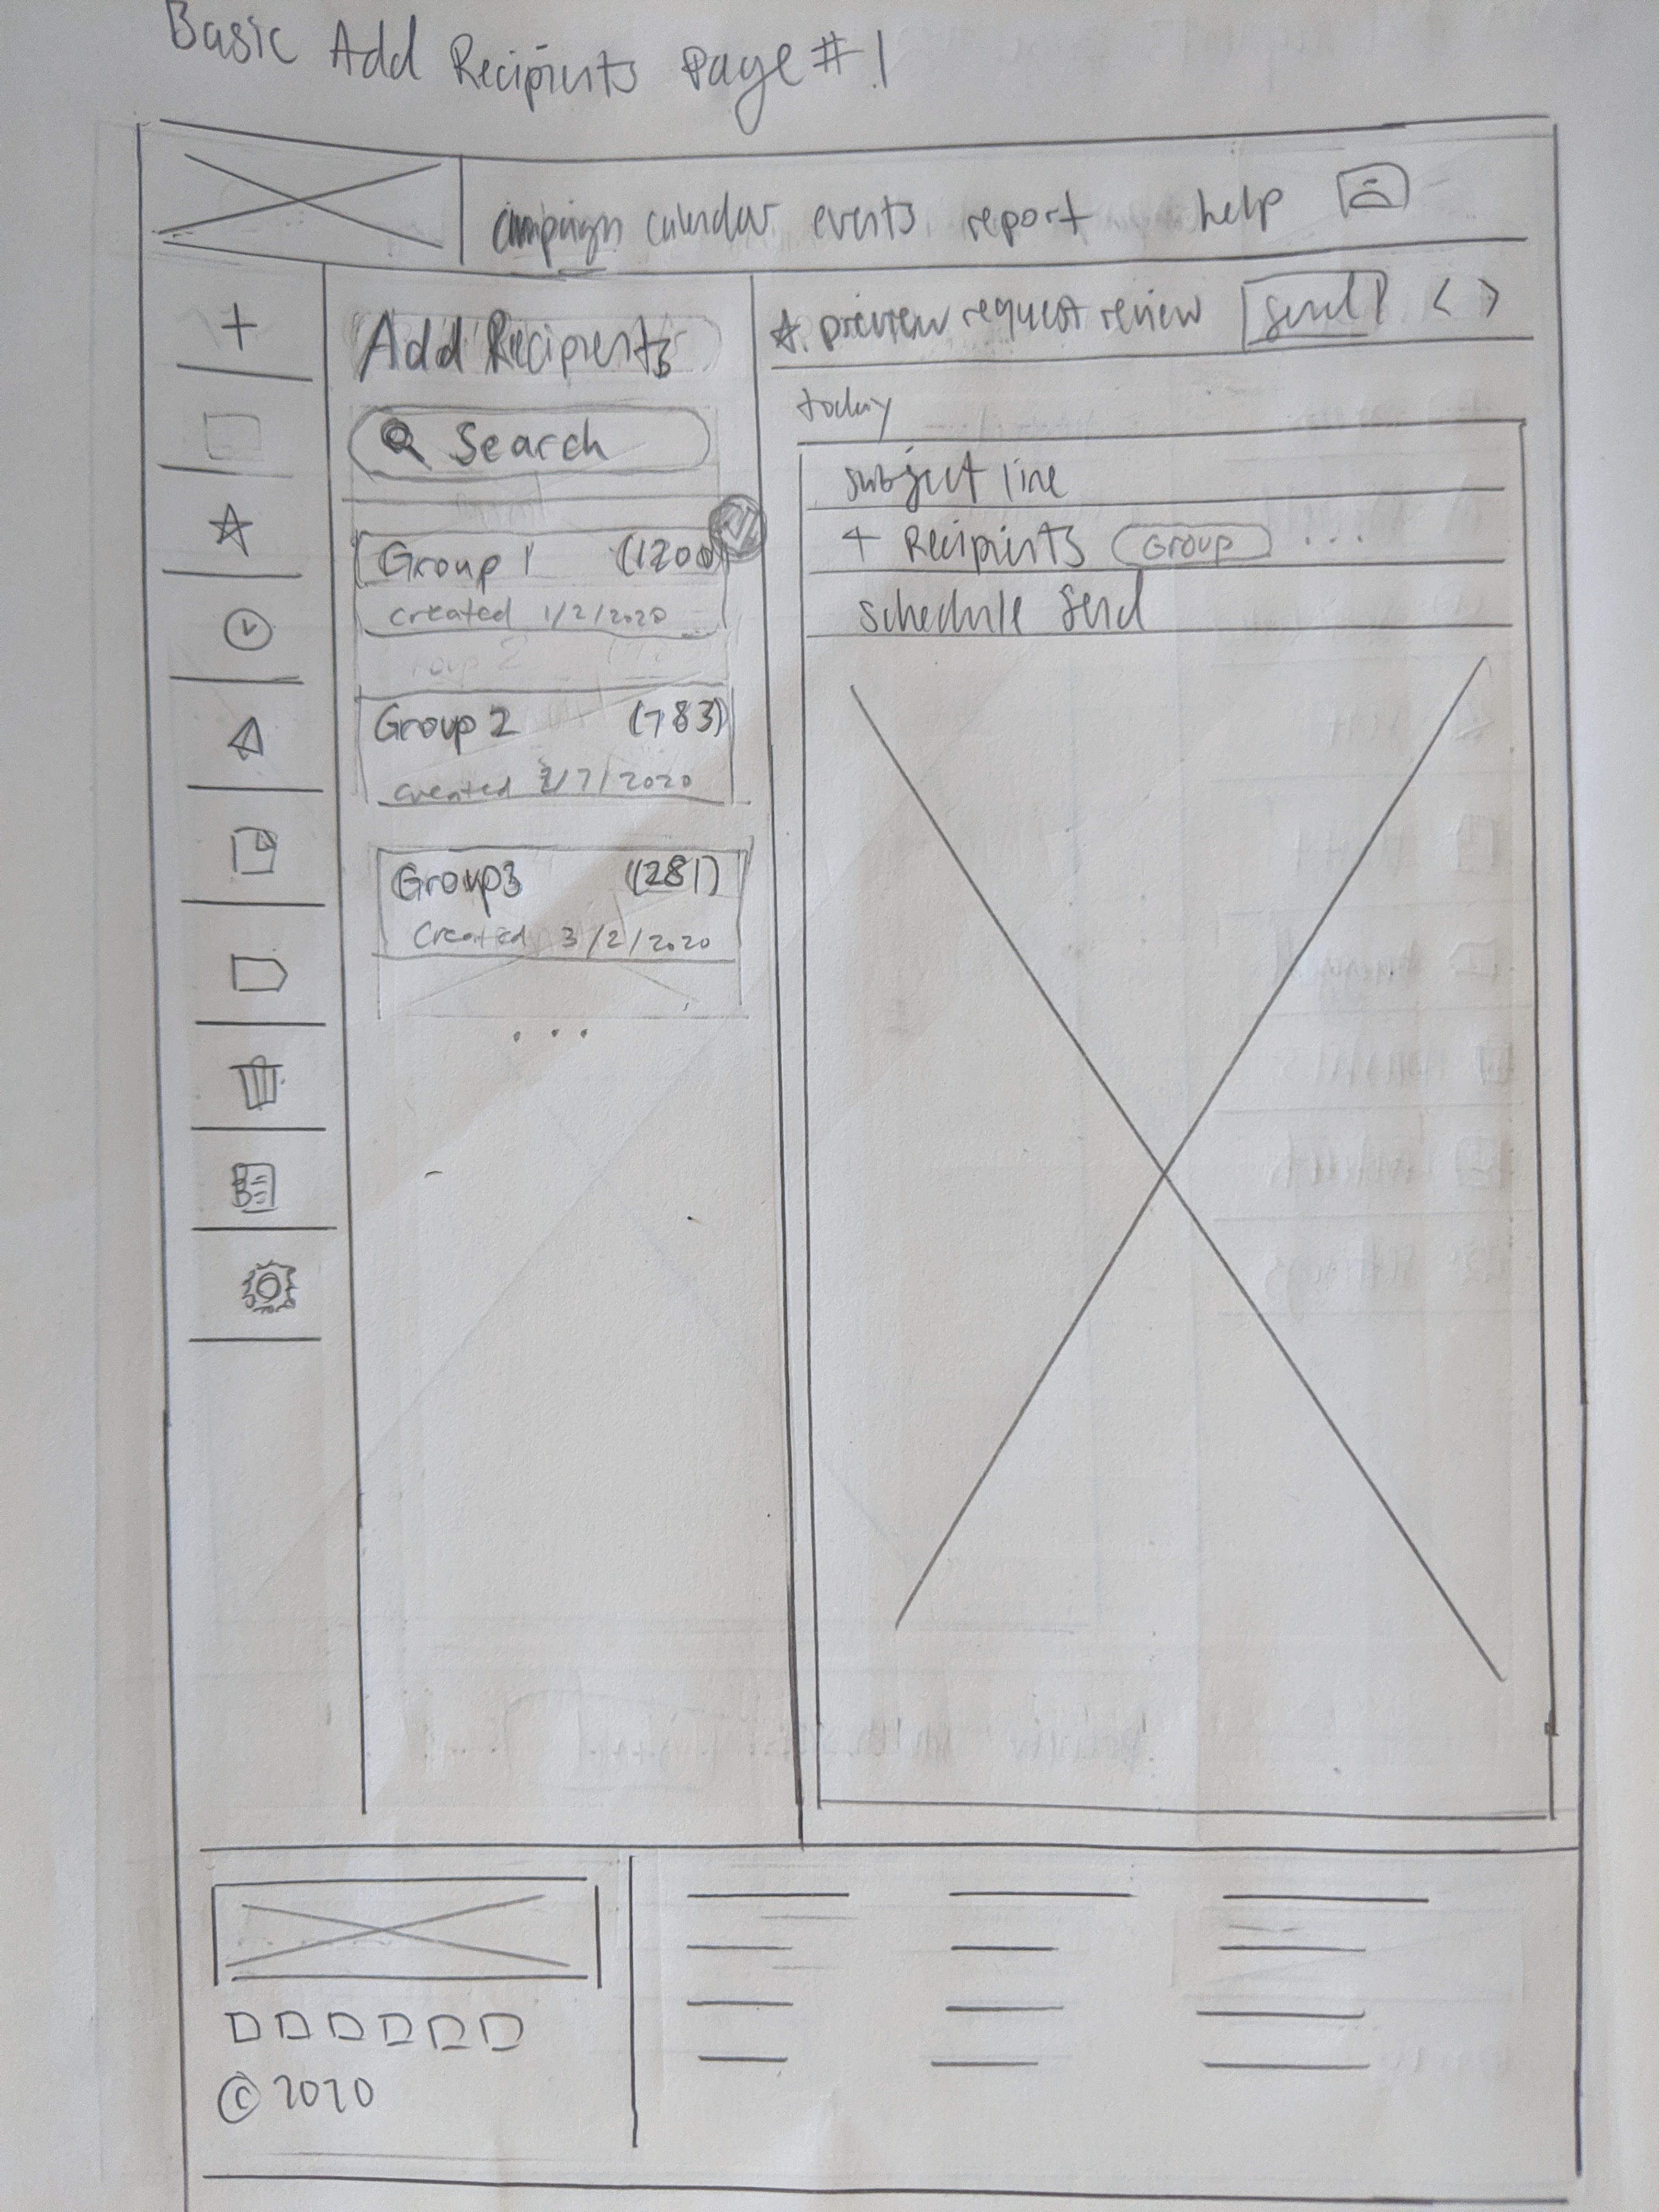 Basic Add Recipients Page #1
campaign calendar events report help
Add Recipients
Search
Group 1 (1200)
created 1/2/2020
Group 2 (783)
created 2/7/2020
Group3 (281)
Created 3/2/2020
...
preview request review send < >
today
subject line
+ Recipients Group ...
schedule send
© 2020